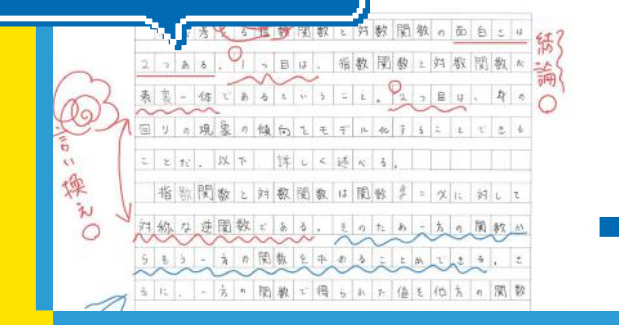 考える指数関数と対数関数の面白さは
2つある。1つ目は、指数関数と対数関数が
表裏一体であるということ。2つ目は、身の
回りの現象の傾向をモデル化することできる
ことだ。以下 詳しく述べる。
指数関数と対数関数は関数 y=xに対して
対称な逆関数である。そのため一方の関数か
らもう一方の関数を求めることができる。さ
らに、一方の関数で得られた値を他方の関数
結論
言い換え